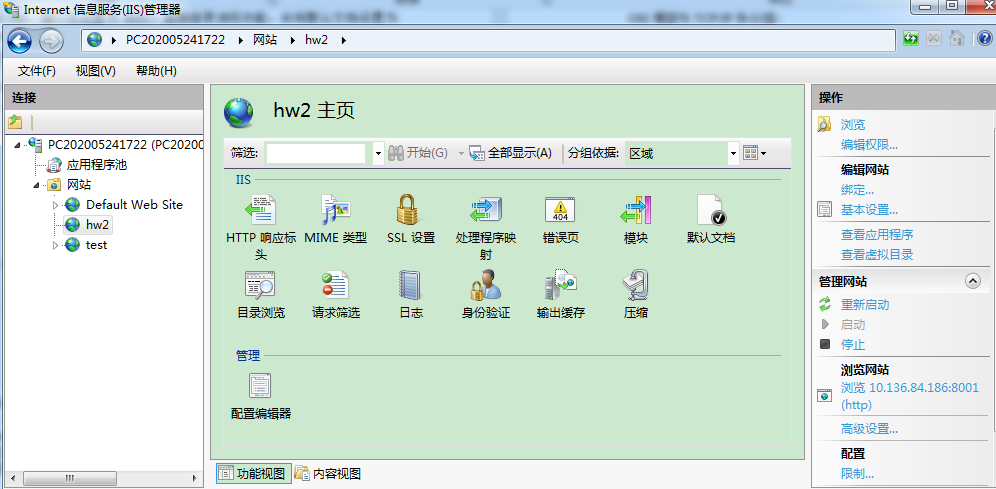 Internet 信息服务(IIS)管理器
PC202005241722 网站 hw2
文件(F) 视图(V) 帮助(H)
连接
PC202005241722 (PC20200
应用程序池
网站
Default Web Site
hw2
test
hw2 主页
筛选: 开始(G) 全部显示(A) 分组依据: 区域
IIS
HTTP 响应标头
MIME 类型
SSL 设置
处理程序映射
404
错误页
模块
默认文档
目录浏览
请求筛选
日志
身份验证
输出缓存
压缩
管理
配置编辑器
功能视图 内容视图
操作
浏览
编辑权限...
编辑网站
绑定...
基本设置...
查看应用程序
查看虚拟目录
管理网站
重新启动
启动
停止
浏览网站
浏览 10.136.84.186:8001
(http)
高级设置...
配置
限制...